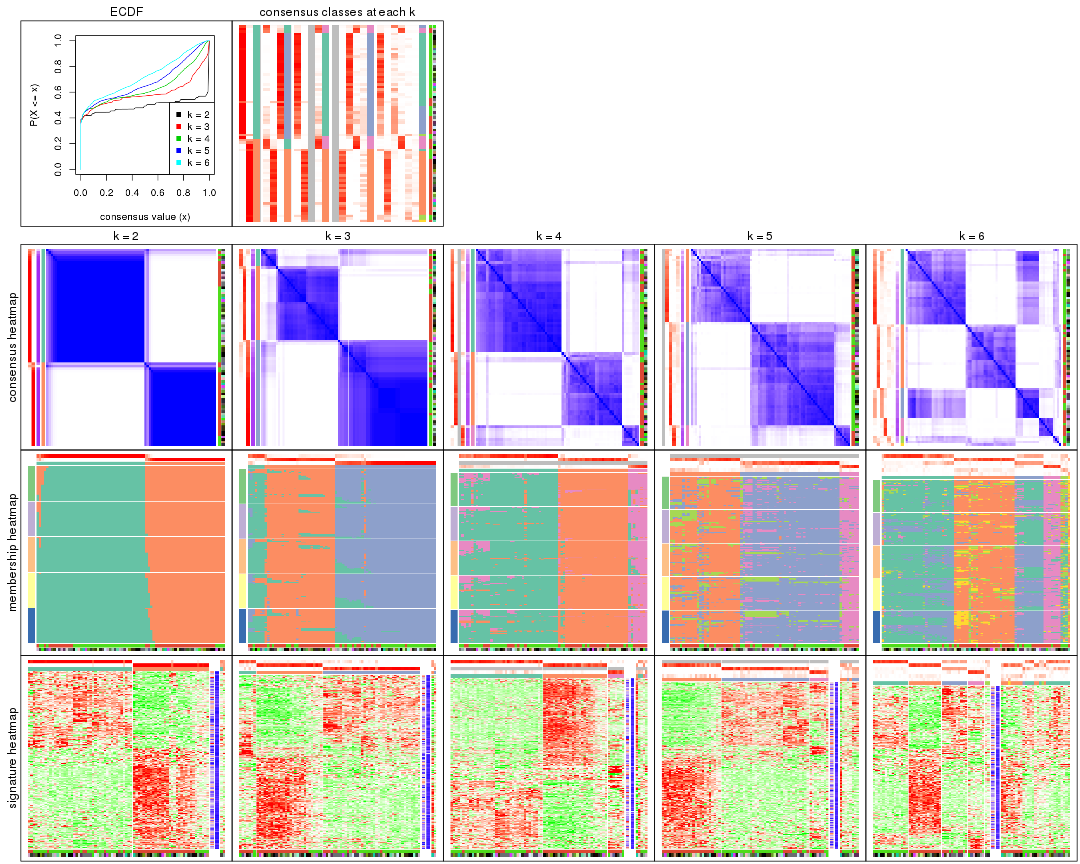 ECDF
consensus classes at each k
P(X <= x)
0.0 0.2 0.4 0.6 0.8 1.0
k = 2
k = 3
k = 4
k = 5
k = 6
0.0 0.2 0.4 0.6 0.8 1.0
consensus value (x)
k = 2
k = 3
k = 4
k = 5
k = 6
consensus heatmap
membership heatmap
signature heatmap